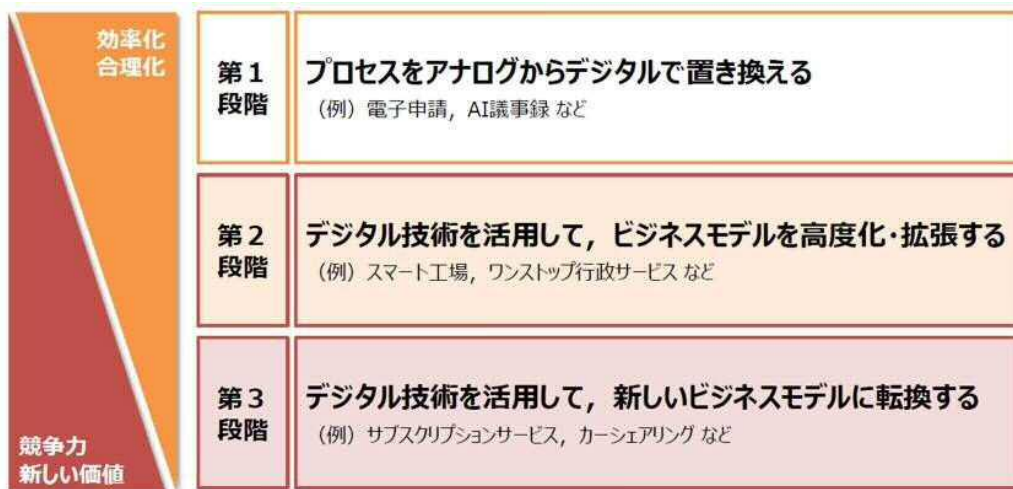 効率化
合理化
第1
段階
プロセスをアナログからデジタルで置き換える
（例）電子申請，AI議事録 など
第2
段階
デジタル技術を活用して，ビジネスモデルを高度化・拡張する
（例）スマート工場，ワンストップ行政サービス など
第3
段階
デジタル技術を活用して，新しいビジネスモデルに転換する
（例）サブスクリプションサービス，カーシェアリング など
競争力
新しい価値